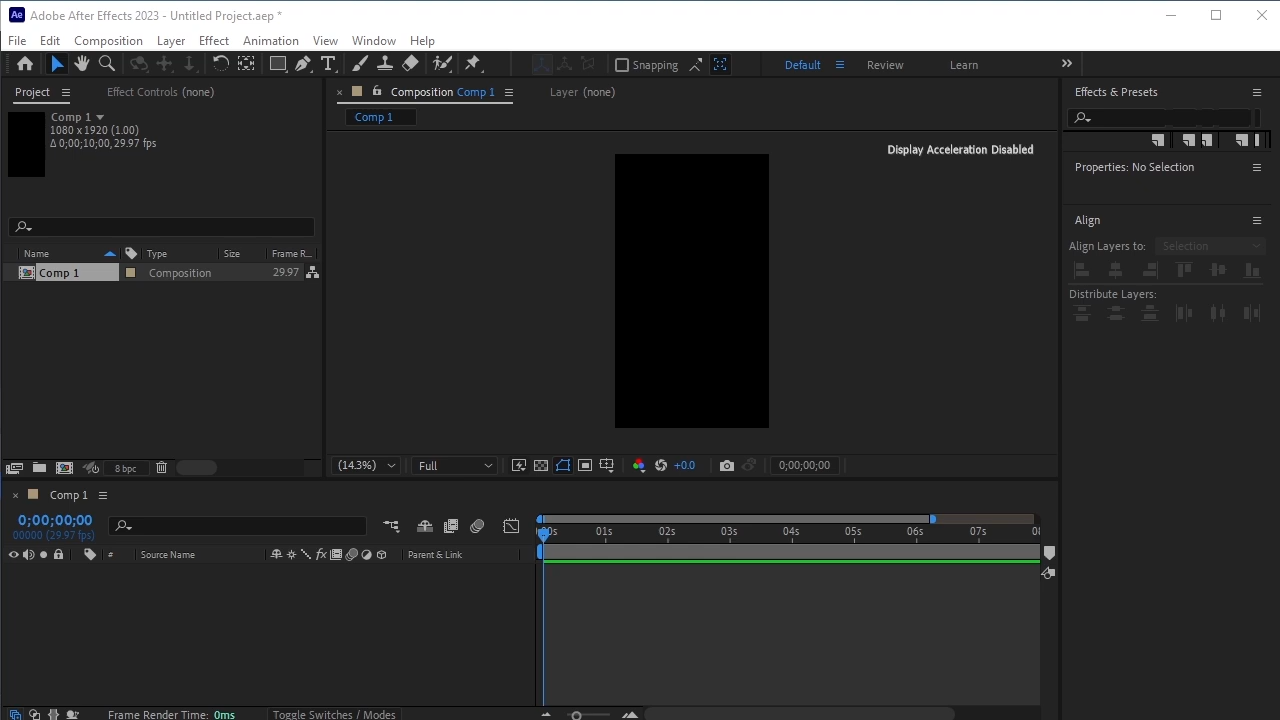 Ae Adobe After Effects 2023 - Untitled Project.aep *
File Edit Composition Layer Effect Animation View Window Help
T Snapping Default Review Learn
Project Effect Controls (none)
Composition Comp 1 Layer (none)
Effects & Presets
Comp 1
1080 x 1920 (1.00)
Δ 0;00;10;00, 29.97 fps
Comp 1
Display Acceleration Disabled
Properties: No Selection
Align
Align Layers to: Selection
Distribute Layers:
Name Type Size Frame R...
Comp 1 Composition 29.97
8 bpc
(14.3%) Full +0.0 0;00;00;00
Comp 1
0;00;00;00
00000 (29.97 fps)
:00s 01s 02s 03s 04s 05s 06s 07s 08
# Source Name fx Parent & Link
Frame Render Time: 0ms Toggle Switches / Modes